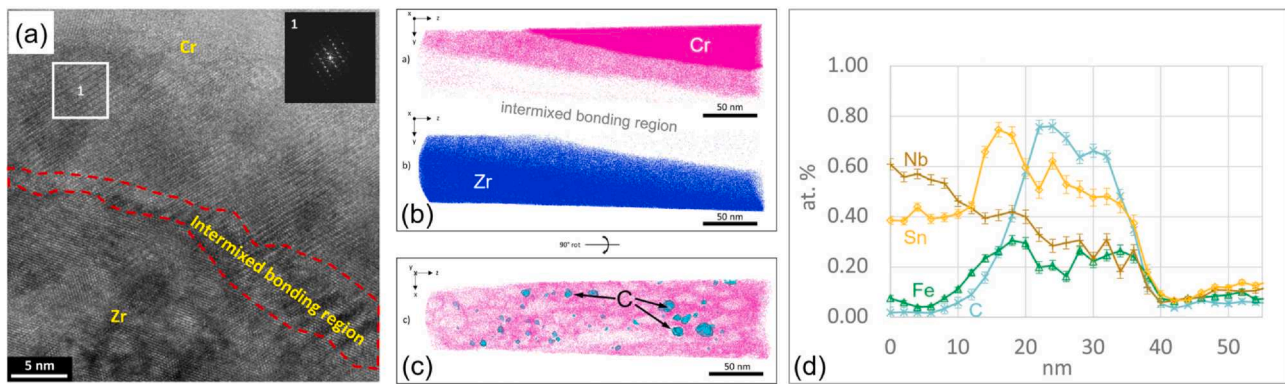 (a)
Cr
1
1
Intermixed bonding region
Zr
5 nm
x
z
y
a)
Cr
50 nm
intermixed bonding region
x
z
y
b)
Zr
50 nm
(b)
90° rot
y
z
x
c)
C
50 nm
(c)
(d)
at. %
1.00
0.80
0.60
0.40
0.20
0.00
Nb
Sn
Fe
C
0 10 20 30 40 50
nm